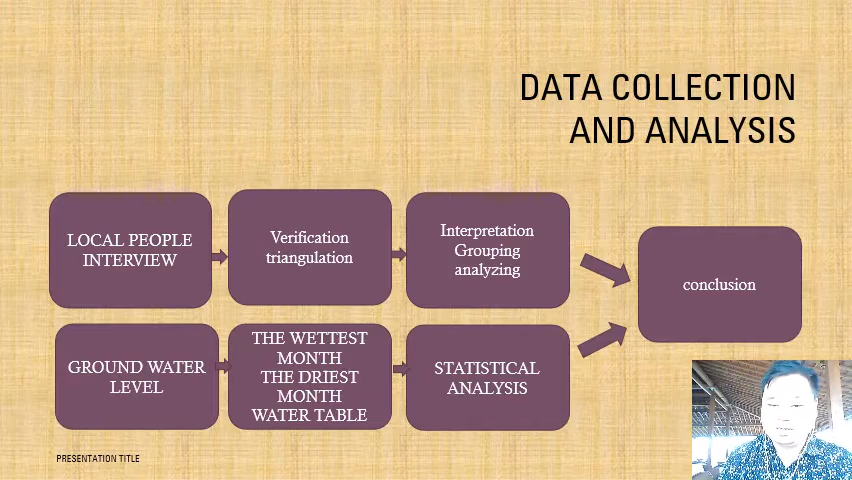 DATA COLLECTION
AND ANALYSIS
LOCAL PEOPLE
INTERVIEW
Verification
triangulation
Interpretation
Grouping
analyzing
conclusion
GROUND WATER
LEVEL
THE WETTEST
MONTH
THE DRIEST
MONTH
WATER TABLE
STATISTICAL
ANALYSIS
PRESENTATION TITLE